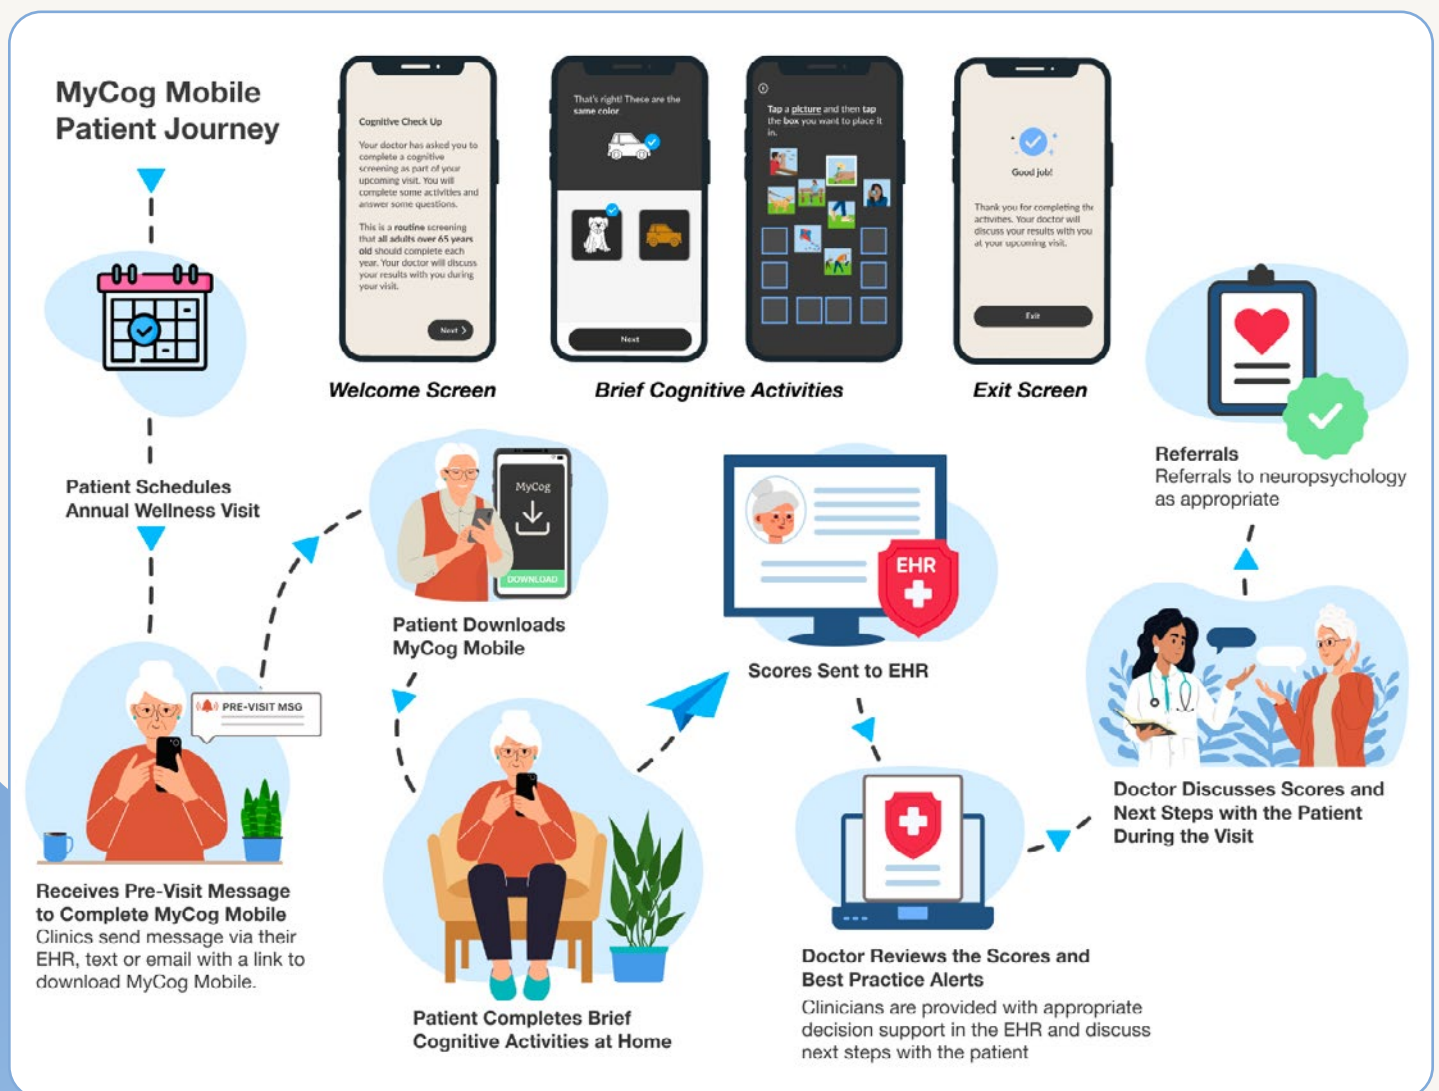 MyCog Mobile
Patient Journey
Cognitive Check Up
Your doctor has asked you to
complete a cognitive
screening as part of your
upcoming visit. You will
complete some activities and
answer some questions.
This is a routine screening
that all adults over 65 years
old should complete each
year. Your doctor will discuss
your results with you during
your visit.
Next
Welcome Screen
That's right! These are the
same color.
Next
Tap a picture and then tap
the box you want to place it
in.
Brief Cognitive Activities
Good job!
Thank you for completing the
activities. Your doctor will
discuss your results with you
at your upcoming visit.
Exit
Exit Screen
Patient Schedules
Annual Wellness Visit
PRE-VISIT MSG
Receives Pre-Visit Message
to Complete MyCog Mobile
Clinics send message via their
EHR, text or email with a link to
download MyCog Mobile.
MyCog
DOWNLOAD
Patient Downloads
MyCog Mobile
Patient Completes Brief
Cognitive Activities at Home
EHR
Scores Sent to EHR
Doctor Reviews the Scores and
Best Practice Alerts
Clinicians are provided with appropriate
decision support in the EHR and discuss
next steps with the patient
Doctor Discusses Scores and
Next Steps with the Patient
During the Visit
Referrals
Referrals to neuropsychology
as appropriate